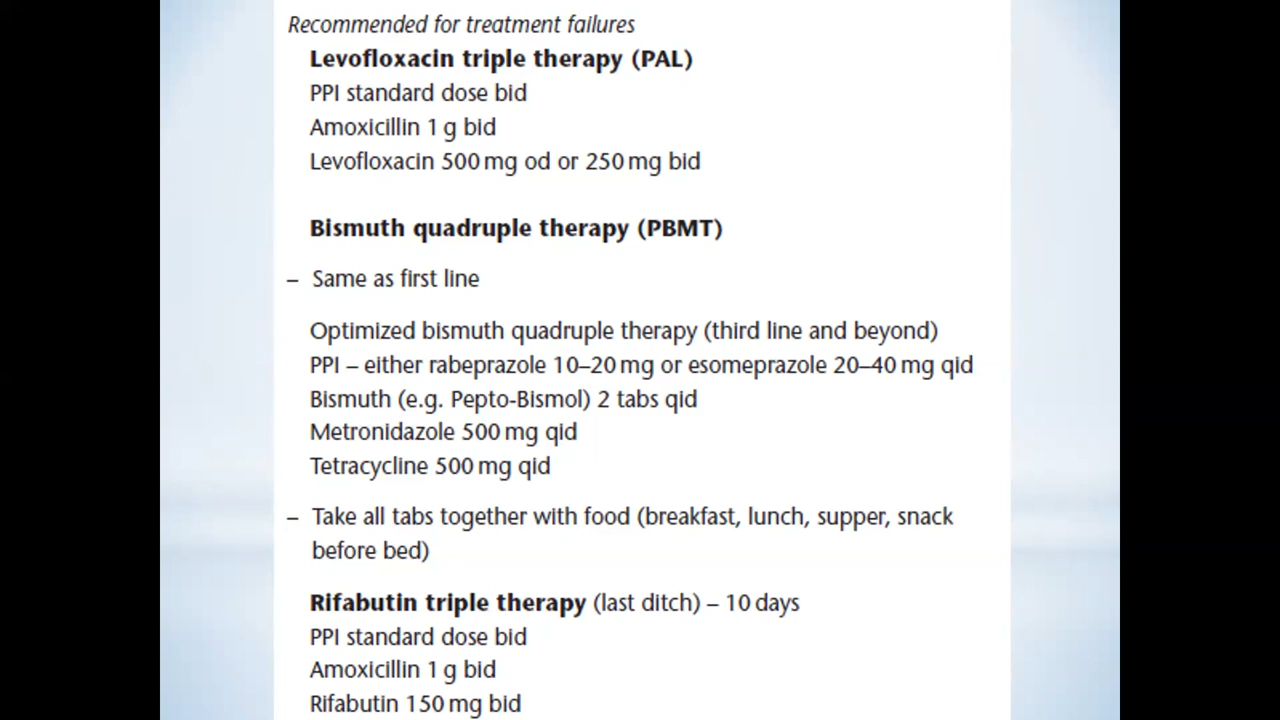 Recommended for treatment failures
Levofloxacin triple therapy (PAL)
PPI standard dose bid
Amoxicillin 1 g bid
Levofloxacin 500 mg od or 250 mg bid
Bismuth quadruple therapy (PBMT)
– Same as first line
Optimized bismuth quadruple therapy (third line and beyond)
PPI – either rabeprazole 10–20 mg or esomeprazole 20–40 mg qid
Bismuth (e.g. Pepto-Bismol) 2 tabs qid
Metronidazole 500 mg qid
Tetracycline 500 mg qid
– Take all tabs together with food (breakfast, lunch, supper, snack
before bed)
Rifabutin triple therapy (last ditch) – 10 days
PPI standard dose bid
Amoxicillin 1 g bid
Rifabutin 150 mg bid